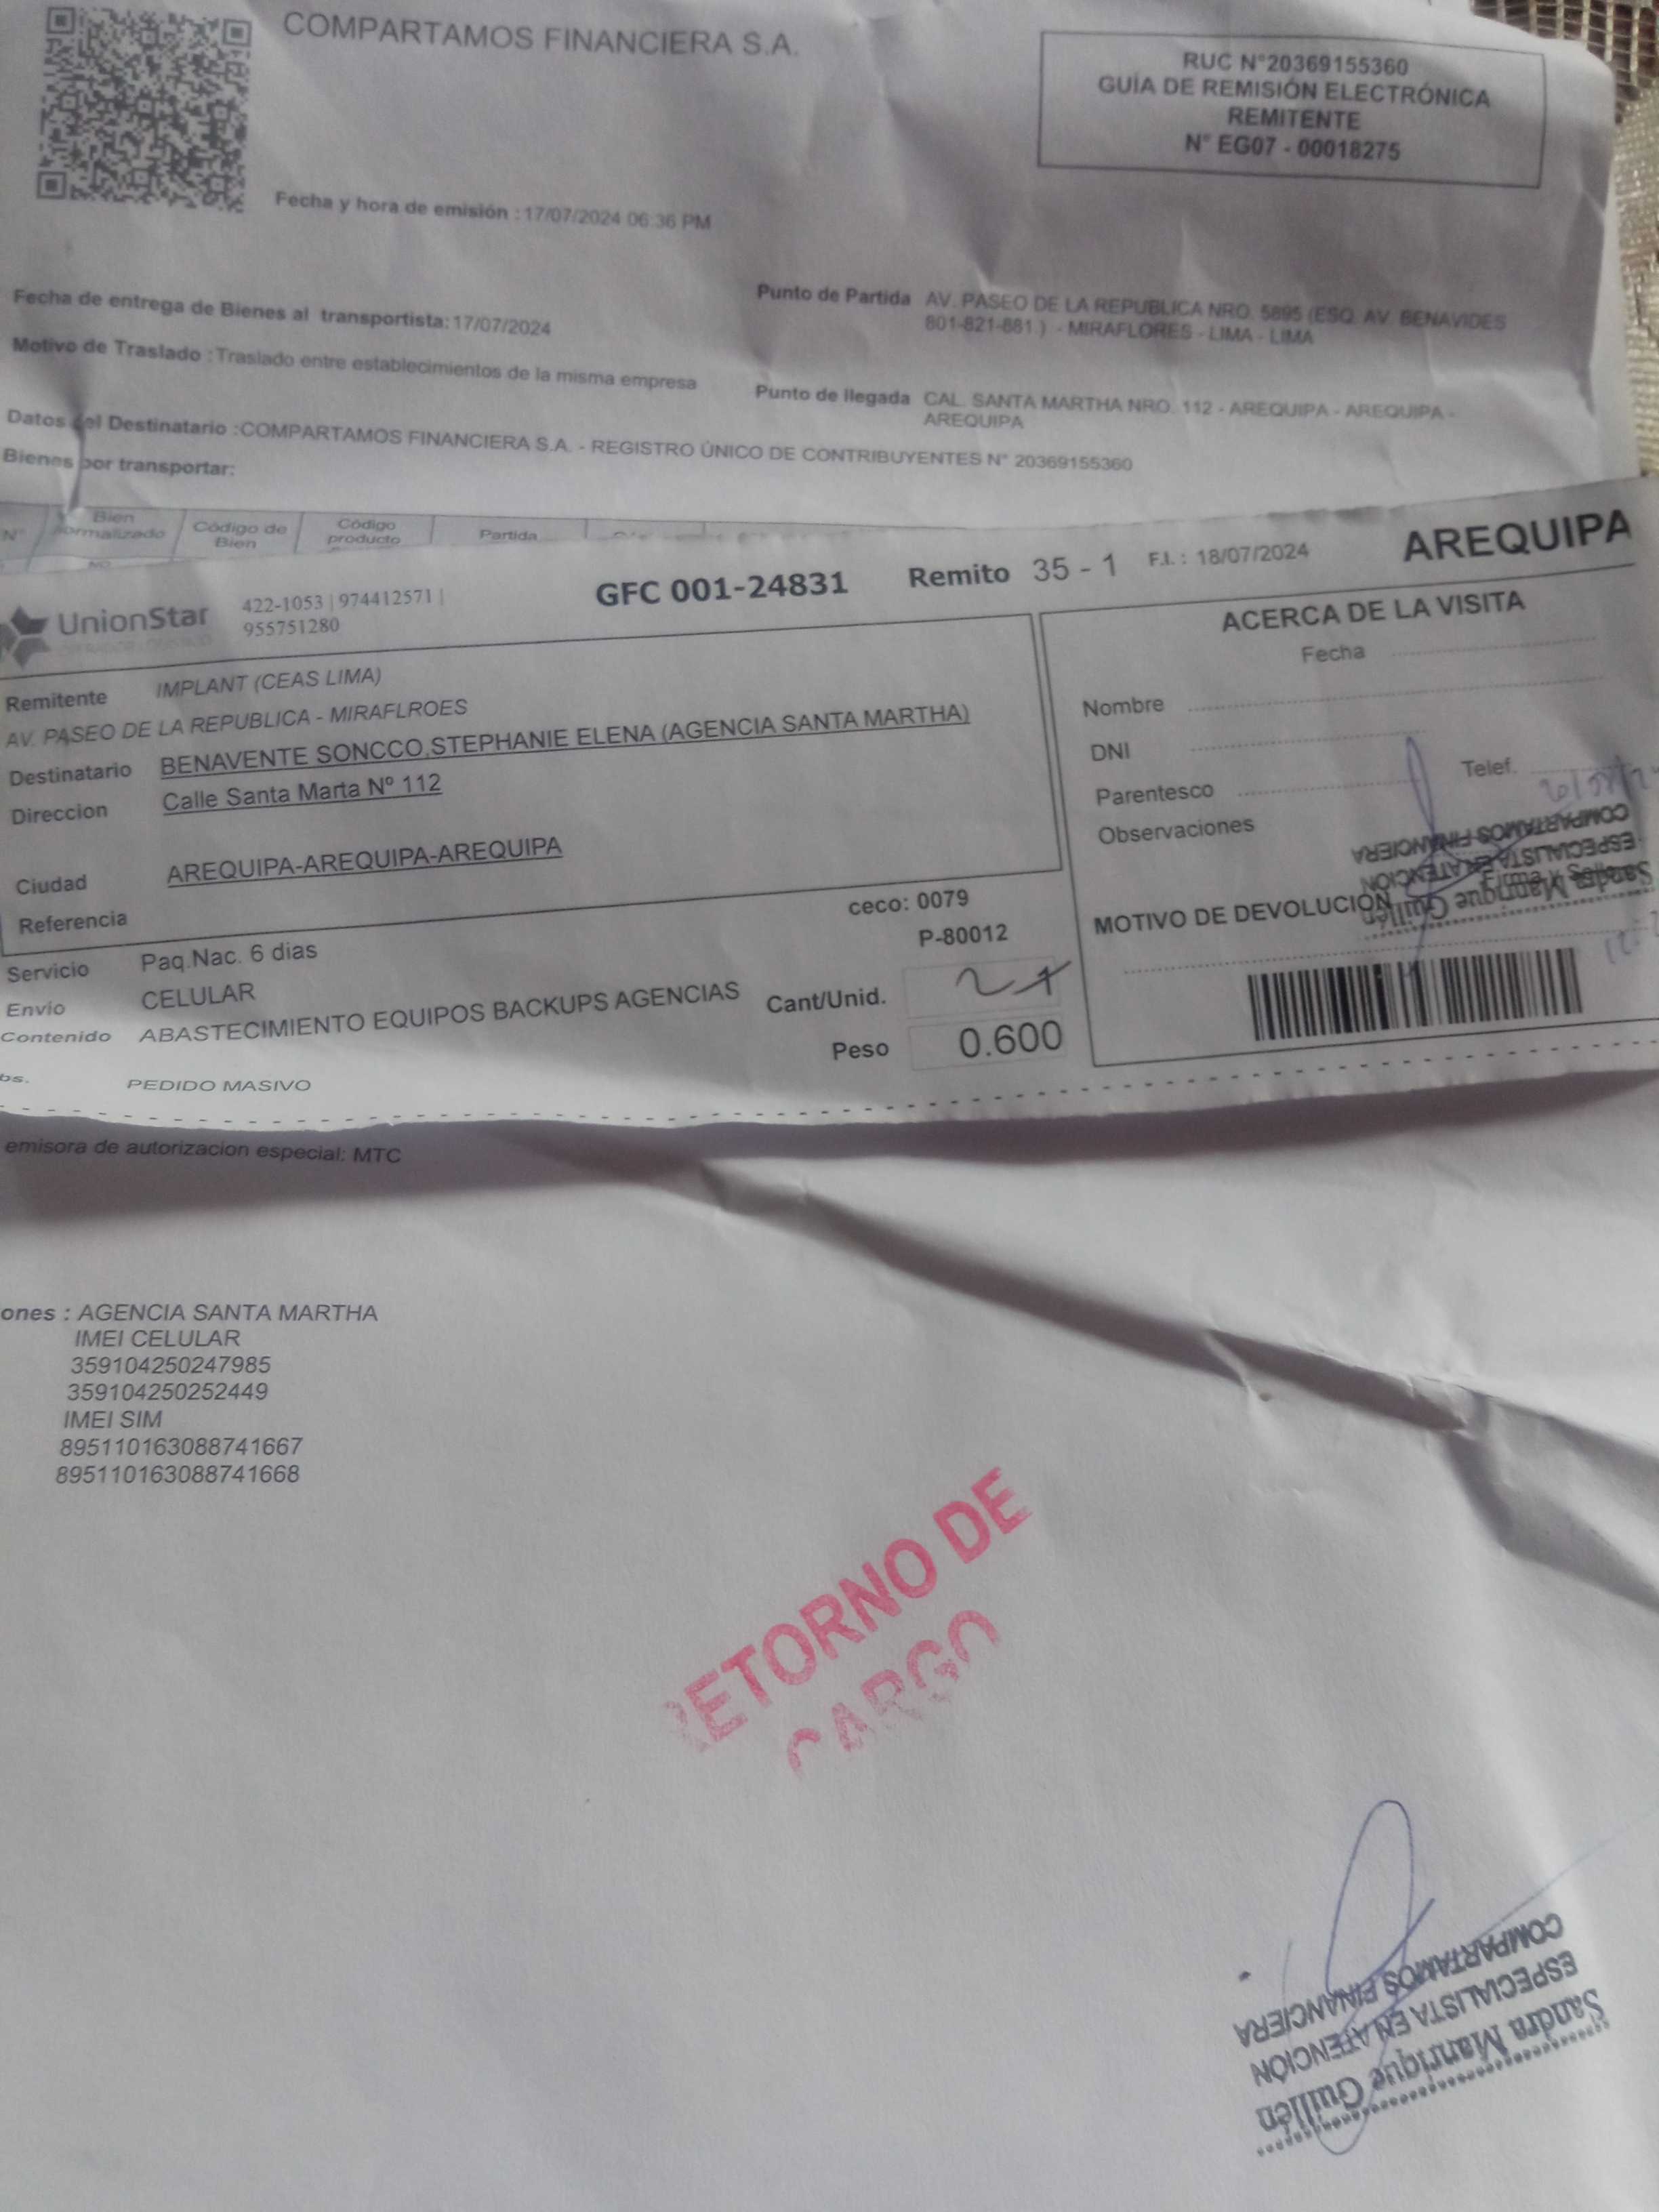 COMPARTAMOS FINANCIERA S.A.
RUC N°20369155360
GUÍA DE REMISIÓN ELECTRÓNICA
REMITENTE
N° EG07 - 00018275
Fecha y hora de emisión : 17/07/2024 06:36 PM
Fecha de entrega de Bienes al transportista: 17/07/2024
Motivo de Traslado : Traslado entre establecimientos de la misma empresa
Punto de Partida AV. PASEO DE LA REPUBLICA NRO. 5895 (ESQ. AV. BENAVIDES
801-821-881 ) - MIRAFLORES - LIMA - LIMA
Punto de llegada CAL. SANTA MARTHA NRO. 112 - AREQUIPA - AREQUIPA -
AREQUIPA
Datos del Destinatario :COMPARTAMOS FINANCIERA S.A. - REGISTRO ÚNICO DE CONTRIBUYENTES N° 20369155360
Bienes por transportar:
N° Bien normalizado Código de Bien Código producto Partida
UnionStar
422-1053 | 974412571 |
955751280
GFC 001-24831 Remito 35 - 1 F.I. : 18/07/2024 AREQUIPA
Remitente IMPLANT (CEAS LIMA)
AV. PASEO DE LA REPUBLICA - MIRAFLROES
Destinatario BENAVENTE SONCCO,STEPHANIE ELENA (AGENCIA SANTA MARTHA)
Direccion Calle Santa Marta Nº 112
Ciudad AREQUIPA-AREQUIPA-AREQUIPA
Referencia
ceco: 0079
P-80012
Servicio Paq.Nac. 6 dias
Envio CELULAR
Contenido ABASTECIMIENTO EQUIPOS BACKUPS AGENCIAS
Cant/Unid.
Peso 0.600
bs. PEDIDO MASIVO
ACERCA DE LA VISITA
Fecha
Nombre
DNI
Parentesco Telef.
Observaciones
Firma y Sello
MOTIVO DE DEVOLUCION
Sandra Manrique Guillén
ESPECIALISTA EN ATENCIÓN
COMPARTAMOS FINANCIERA
emisora de autorizacion especial: MTC
ones : AGENCIA SANTA MARTHA
IMEI CELULAR
359104250247985
359104250252449
IMEI SIM
895110163088741667
895110163088741668
RETORNO DE
CARGO
Sandra Manrique Guillén
ESPECIALISTA EN ATENCIÓN
COMPARTAMOS FINANCIERA